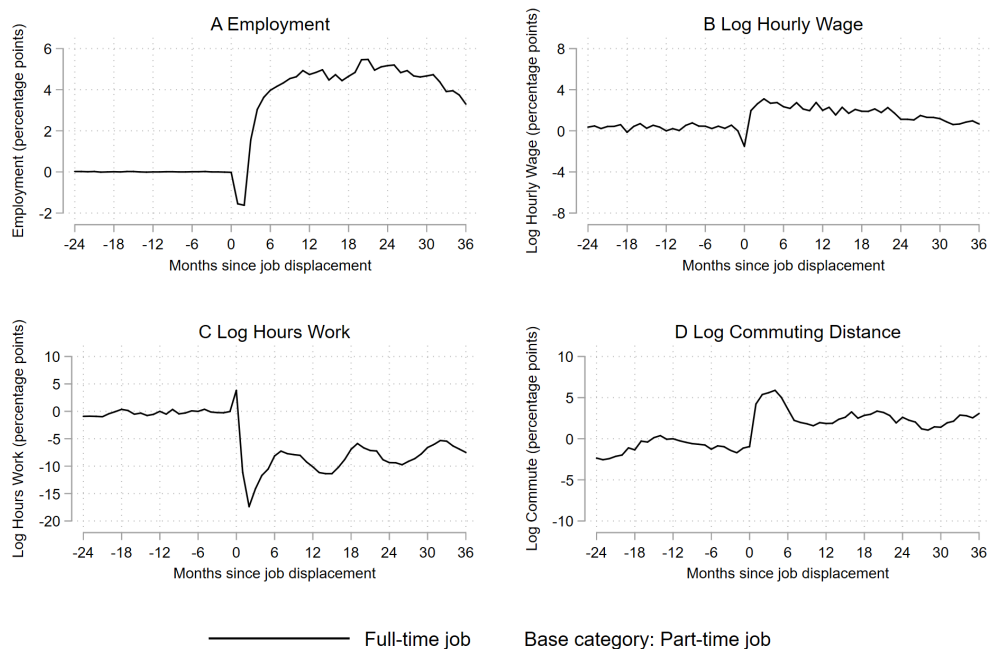 A Employment
Employment (percentage points)
6
4
2
0
-2
-24 -18 -12 -6 0 6 12 18 24 30 36
Months since job displacement
B Log Hourly Wage
Log Hourly Wage (percentage points)
8
4
0
-4
-8
-24 -18 -12 -6 0 6 12 18 24 30 36
Months since job displacement
C Log Hours Work
Log Hours Work (percentage points)
10
5
0
-5
-10
-15
-20
-24 -18 -12 -6 0 6 12 18 24 30 36
Months since job displacement
D Log Commuting Distance
Log Commute (percentage points)
10
5
0
-5
-10
-24 -18 -12 -6 0 6 12 18 24 30 36
Months since job displacement
Full-time job Base category: Part-time job